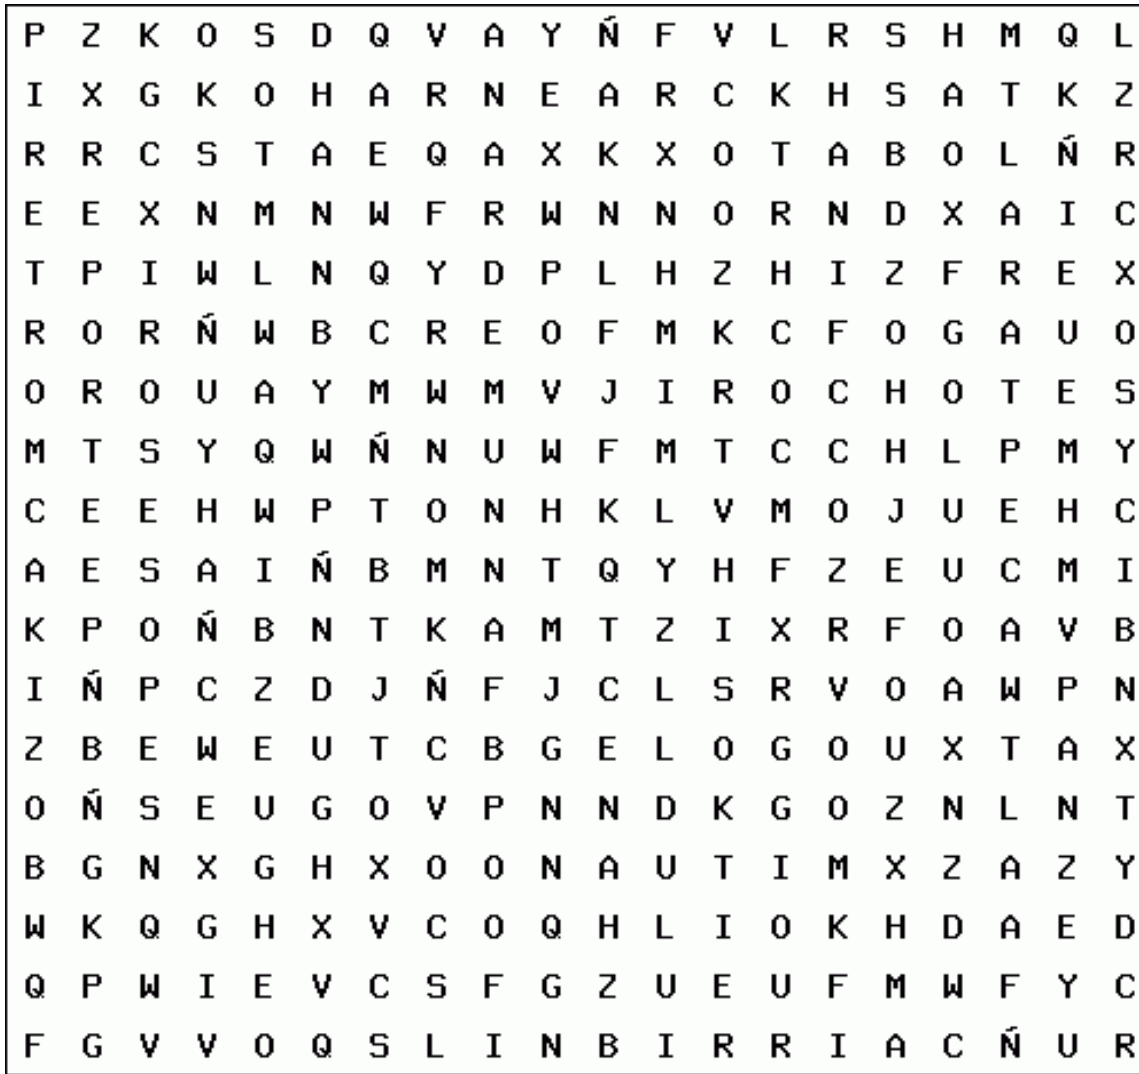 P Z K O S D Q V A Y Ñ F V L R S H M Q L
I X G K O H A R N E A R C K H S A T K Z
R R C S T A E Q A X K X O T A B O L Ñ R
E E X N M N W F R W N N O R N D X A I C
T P I W L N Q Y D P L H Z H I Z F R E X
R O R Ñ W B C R E O F M K C F O G A U O
O R O U A Y M W M V J I R O C H O T E S
M T S Y Q W Ñ N U W F M T C C H L P M Y
C E E H W P T O N H K L V M O J U E H C
A E S A I Ñ B M N T Q Y H F Z E U C M I
K P O Ñ B N T K A M T Z I X R F O A V B
I Ñ P C Z D J Ñ F J C L S R V O A W P N
Z B E W E U T C B G E L O G O U X T A X
O Ñ S E U G O V P N N D K G O Z N L N T
B G N X G H X O O N A U T I M X Z A Z Y
W K Q G H X V C O Q H L I O K H D A E D
Q P W I E V C S F G Z U E U F M W F Y C
F G V V O Q S L I N B I R R I A C Ñ U R